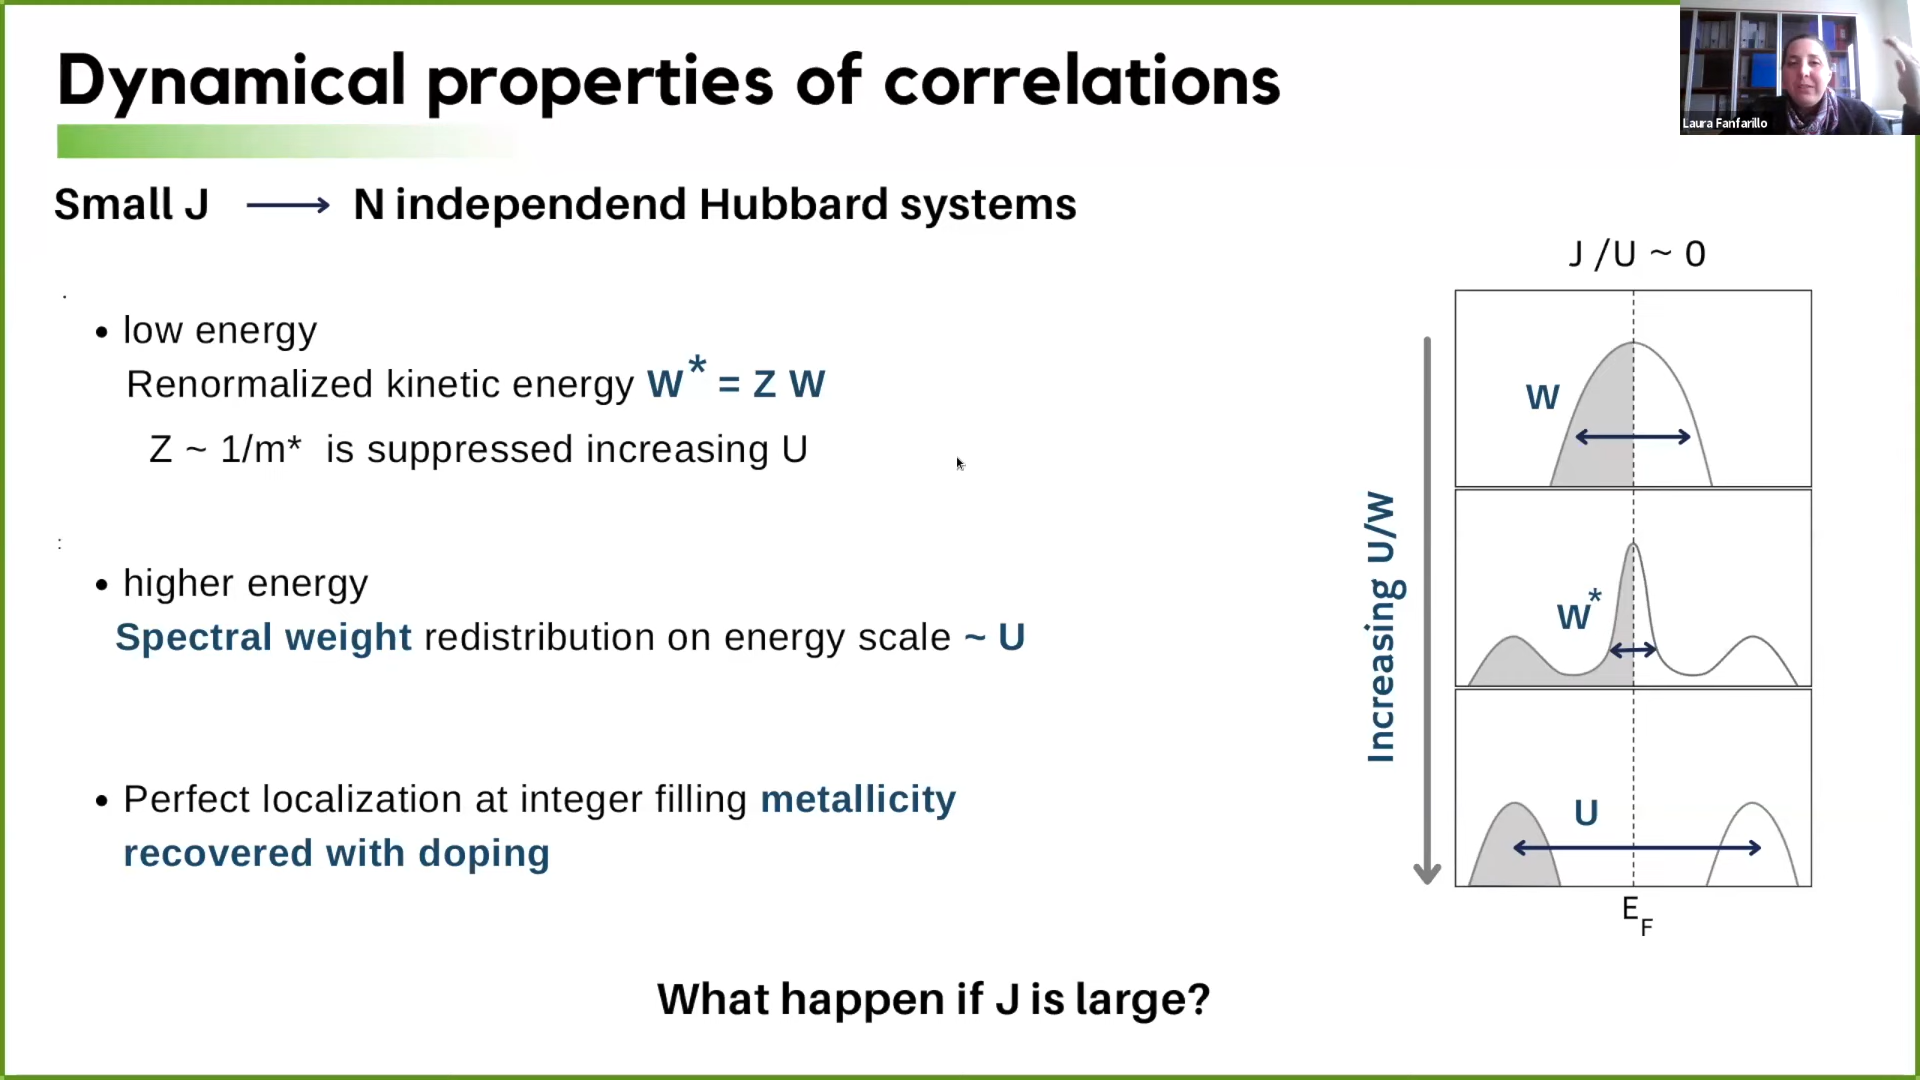 Dynamical properties of correlations
Laura Fanfarillo
Small J → N independend Hubbard systems
J /U ~ 0
• low energy
Renormalized kinetic energy W* = Z W
Z ~ 1/m* is suppressed increasing U
• higher energy
Spectral weight redistribution on energy scale ~ U
• Perfect localization at integer filling metallicity
recovered with doping
Increasing U/W
W
W*
U
E_F
What happen if J is large?